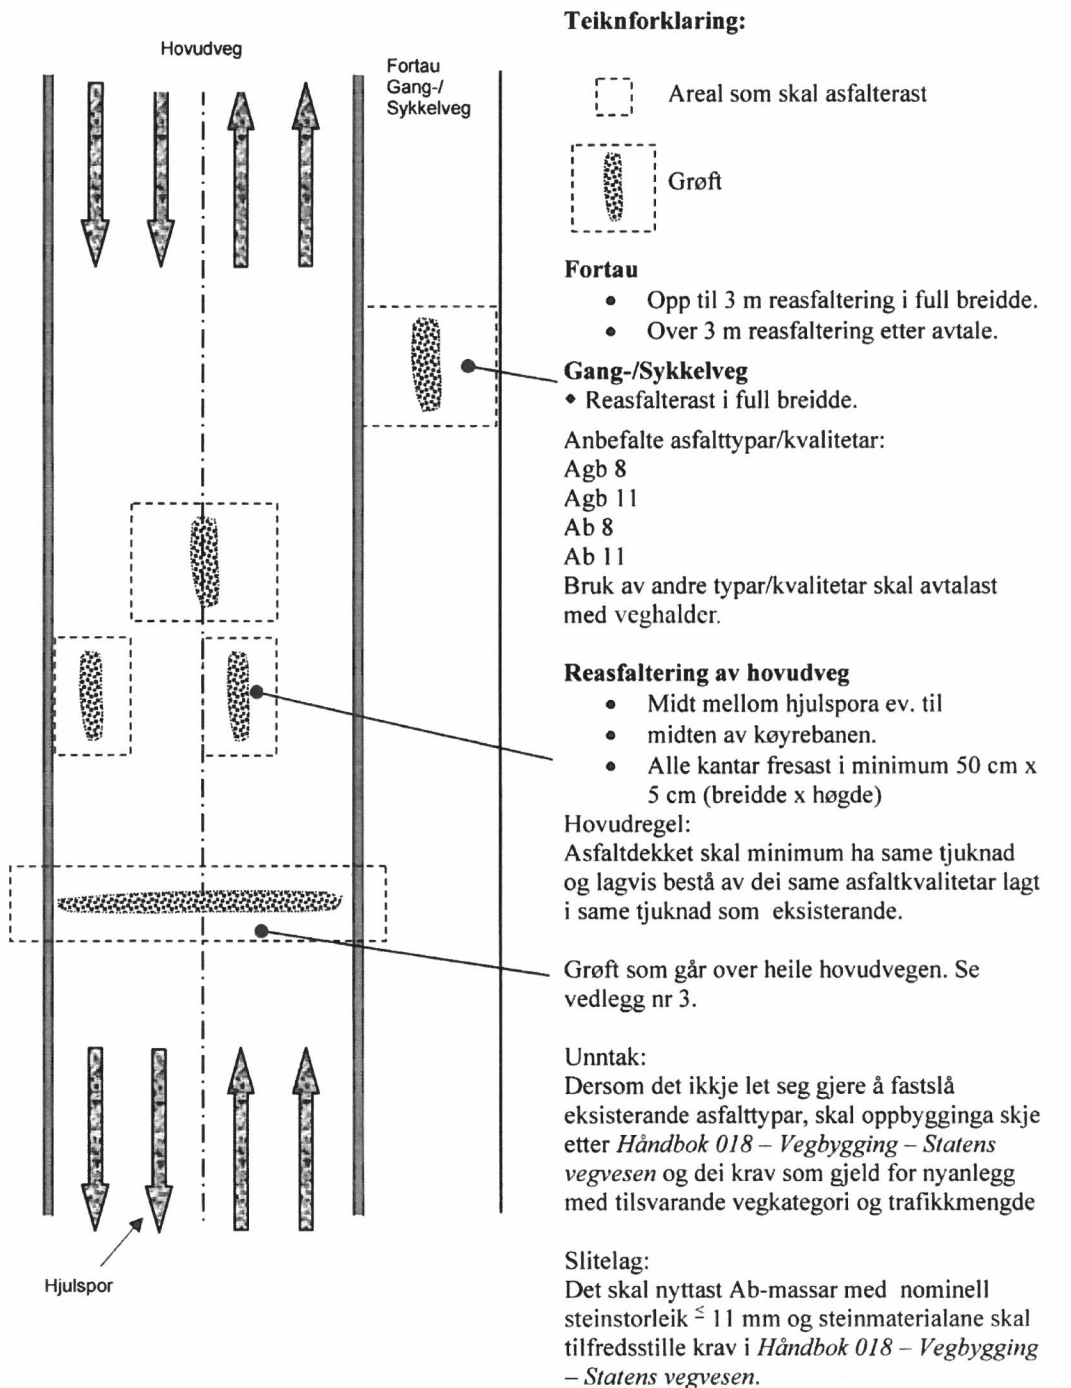 Teiknforklaring:
Hovudveg
Fortau
Gang-/
Sykkelveg
Areal som skal asfalterast
Grøft
Fortau
• Opp til 3 m reasfaltering i full breidde.
• Over 3 m reasfaltering etter avtale.
Gang-/Sykkelveg
◆ Reasfalterast i full breidde.
Anbefalte asfalttypar/kvalitetar:
Agb 8
Agb 11
Ab 8
Ab 11
Bruk av andre typar/kvalitetar skal avtalast
med veghalder.
Reasfaltering av hovudveg
• Midt mellom hjulspora ev. til
• midten av køyrebanen.
• Alle kantar fresast i minimum 50 cm x
5 cm (breidde x høgde)
Hovudregel:
Asfaltdekket skal minimum ha same tjuknad
og lagvis bestå av dei same asfaltkvalitetar lagt
i same tjuknad som eksisterande.
Grøft som går over heile hovudvegen. Se
vedlegg nr 3.
Unntak:
Dersom det ikkje let seg gjere å fastslå
eksisterande asfalttypar, skal oppbygginga skje
etter Håndbok 018 – Vegbygging – Statens
vegvesen og dei krav som gjeld for nyanlegg
med tilsvarande vegkategori og trafikkmengde
Hjulspor
Slitelag:
Det skal nyttast Ab-massar med nominell
steinstorleik ≤ 11 mm og steinmaterialane skal
tilfredsstille krav i Håndbok 018 – Vegbygging
– Statens vegvesen.